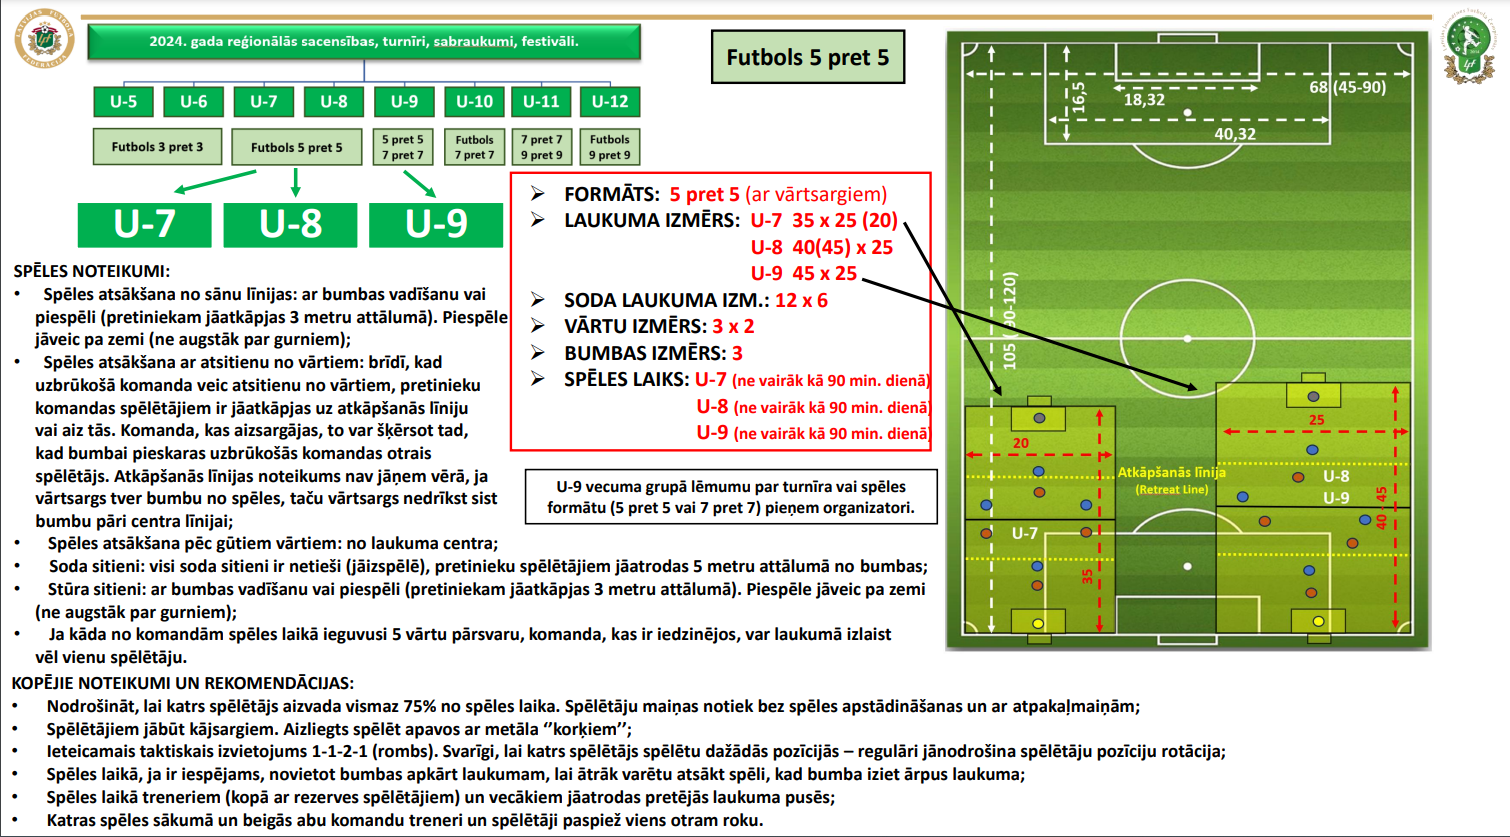 2024. gada reģionālās sacensības, turnīri, sabraukumi, festivāli.
U-5 U-6 U-7 U-8 U-9 U-10 U-11 U-12
Futbols 3 pret 3
Futbols 5 pret 5
5 pret 5
7 pret 7
Futbols
7 pret 7
7 pret 7
9 pret 9
Futbols
9 pret 9
U-7 U-8 U-9
Futbols 5 pret 5
➢ FORMĀTS: 5 pret 5 (ar vārtsargiem)
➢ LAUKUMA IZMĒRS: U-7 35 x 25 (20)
U-8 40(45) x 25
U-9 45 x 25
➢ SODA LAUKUMA IZM.: 12 x 6
➢ VĀRTU IZMĒRS: 3 x 2
➢ BUMBAS IZMĒRS: 3
➢ SPĒLES LAIKS: U-7 (ne vairāk kā 90 min. dienā)
U-8 (ne vairāk kā 90 min. dienā)
U-9 (ne vairāk kā 90 min. dienā)
U-9 vecuma grupā lēmumu par turnīra vai spēles
formātu (5 pret 5 vai 7 pret 7) pieņem organizatori.
SPĒLES NOTEIKUMI:
• Spēles atsākšana no sānu līnijas: ar bumbas vadīšanu vai
piespēli (pretiniekam jāatkāpjas 3 metru attālumā). Piespēle
jāveic pa zemi (ne augstāk par gurniem);
• Spēles atsākšana ar atsitienu no vārtiem: brīdī, kad
uzbrūkošā komanda veic atsitienu no vārtiem, pretinieku
komandas spēlētājiem ir jāatkāpjas uz atkāpšanās līniju
vai aiz tās. Komanda, kas aizsargājas, to var šķērsot tad,
kad bumbai pieskaras uzbrūkošās komandas otrais
spēlētājs. Atkāpšanās līnijas noteikums nav jāņem vērā, ja
vārtsargs tver bumbu no spēles, taču vārtsargs nedrīkst sist
bumbu pāri centra līnijai;
• Spēles atsākšana pēc gūtiem vārtiem: no laukuma centra;
• Soda sitieni: visi soda sitieni ir netieši (jāizspēlē), pretinieku spēlētājiem jāatrodas 5 metru attālumā no bumbas;
• Stūra sitieni: ar bumbas vadīšanu vai piespēli (pretiniekam jāatkāpjas 3 metru attālumā). Piespēle jāveic pa zemi
(ne augstāk par gurniem);
• Ja kāda no komandām spēles laikā ieguvusi 5 vārtu pārsvaru, komanda, kas ir iedzinējos, var laukumā izlaist
vēl vienu spēlētāju.
KOPĒJIE NOTEIKUMI UN REKOMENDĀCIJAS:
• Nodrošināt, lai katrs spēlētājs aizvada vismaz 75% no spēles laika. Spēlētāju maiņas notiek bez spēles apstādināšanas un ar atpakaļmaiņām;
• Spēlētājiem jābūt kājsargiem. Aizliegts spēlēt apavos ar metāla ‘’korķiem’’;
• Ieteicamais taktiskais izvietojums 1-1-2-1 (rombs). Svarīgi, lai katrs spēlētājs spēlētu dažādās pozīcijās – regulāri jānodrošina spēlētāju pozīciju rotācija;
• Spēles laikā, ja ir iespējams, novietot bumbas apkārt laukumam, lai ātrāk varētu atsākt spēli, kad bumba iziet ārpus laukuma;
• Spēles laikā treneriem (kopā ar rezerves spēlētājiem) un vecākiem jāatrodas pretējās laukuma pusēs;
• Katras spēles sākumā un beigās abu komandu treneri un spēlētāji paspiež viens otram roku.
68 (45-90)
16,5
18,32
40,32
105 (90-120)
20
25
Atkāpšanās līnija
(Retreat Line)
U-8
U-9
40 - 45
U-7
35